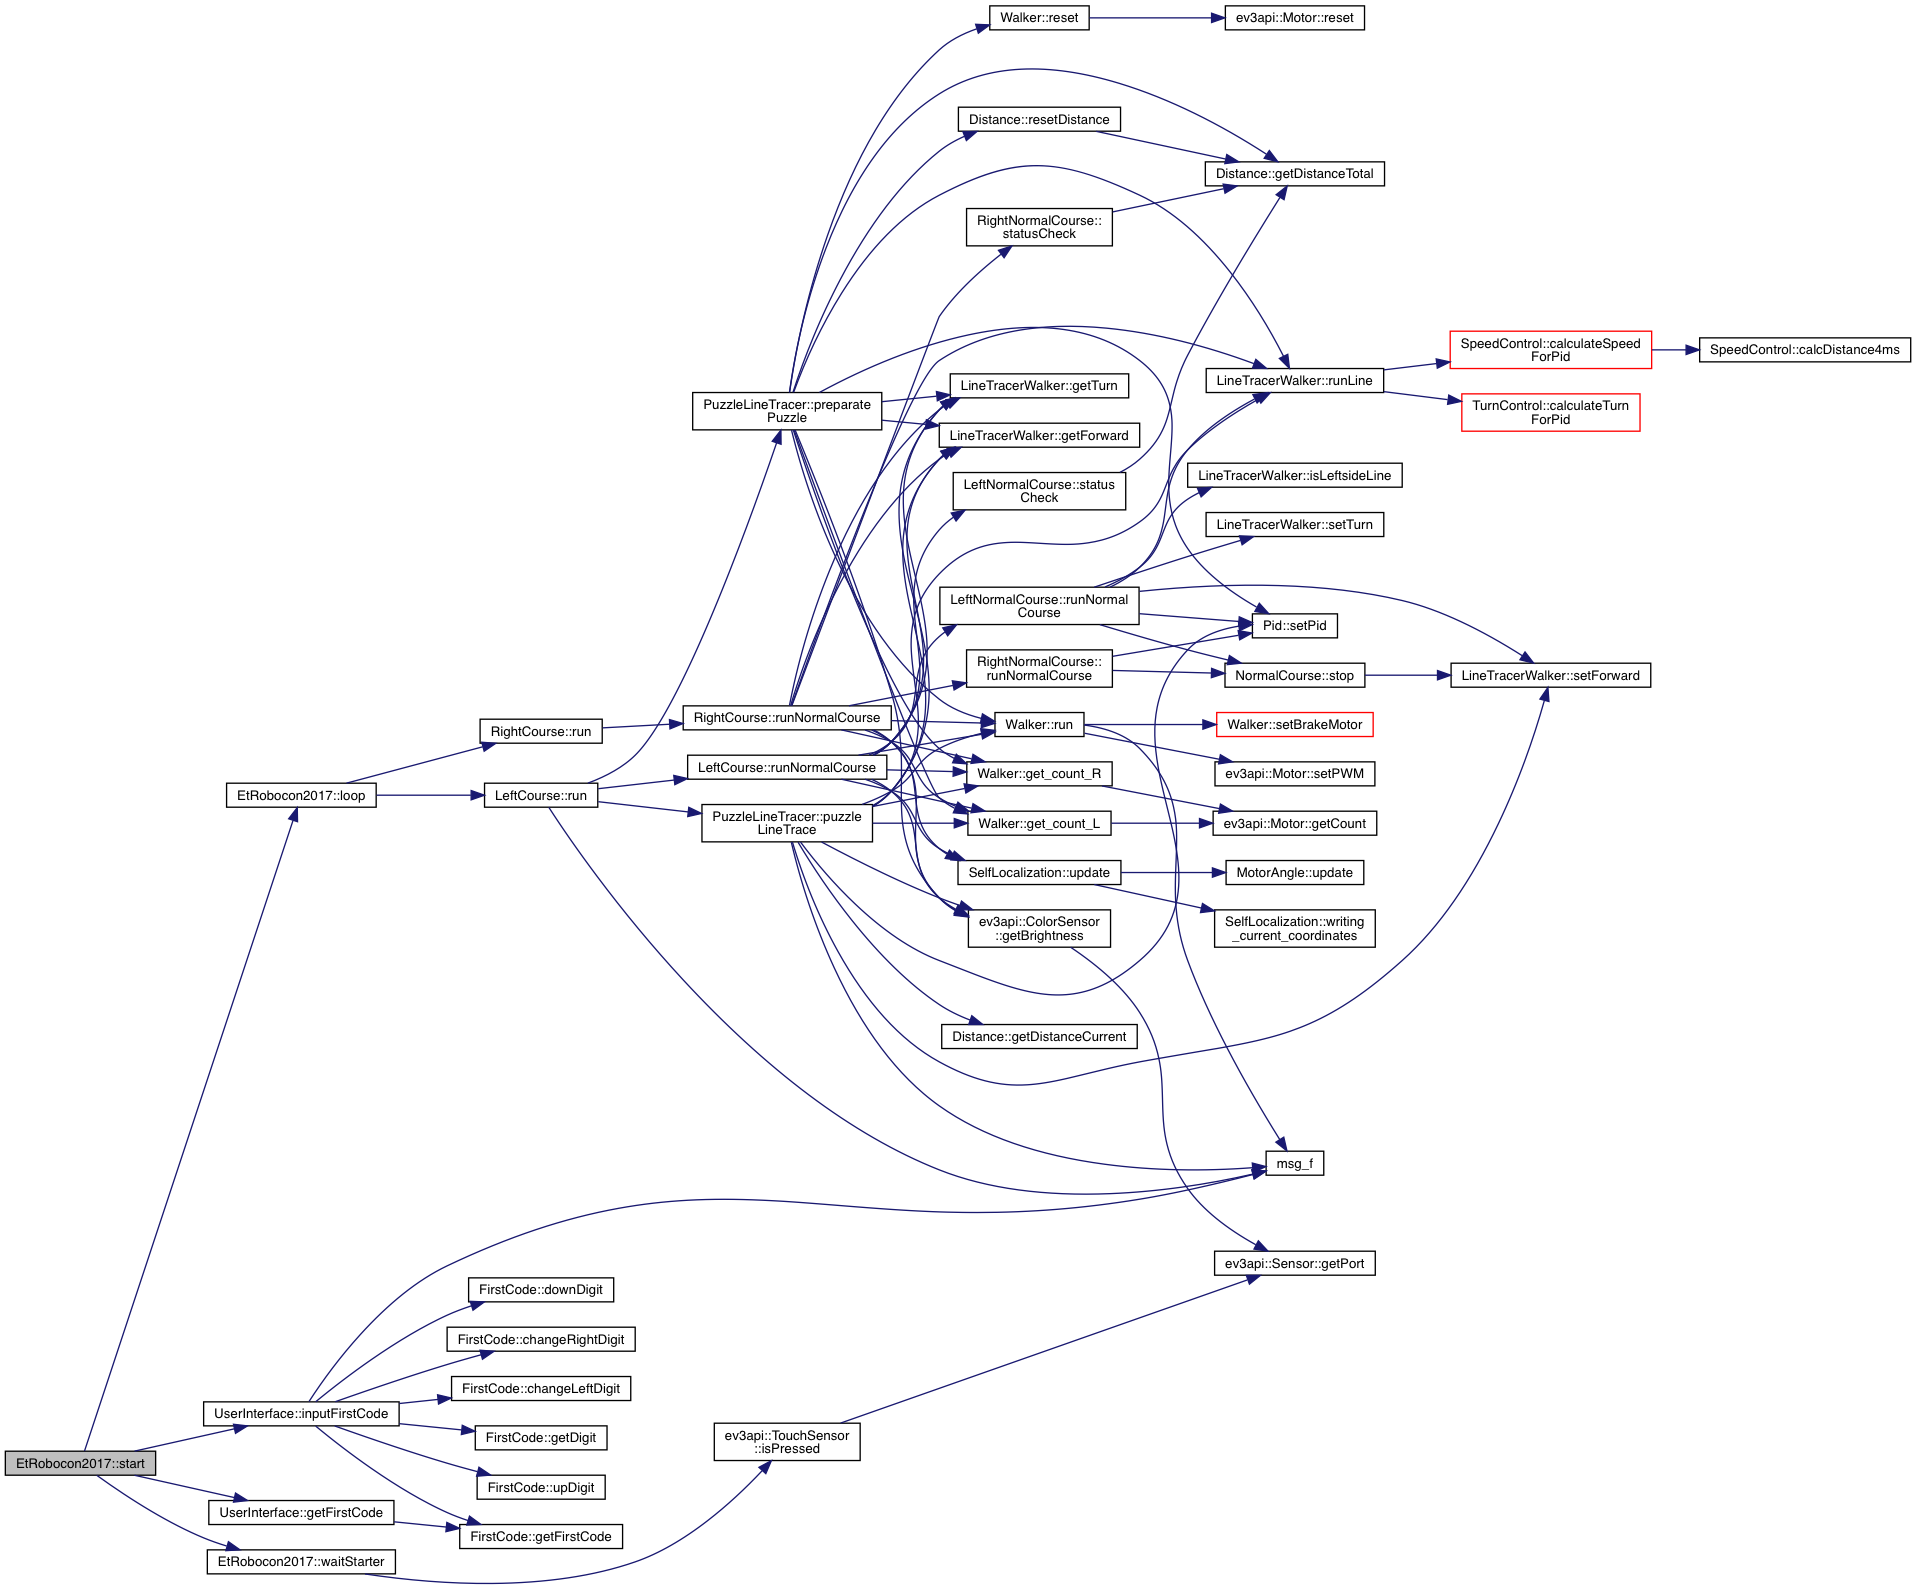 Walker::reset
ev3api::Motor::reset
Distance::resetDistance
Distance::getDistanceTotal
RightNormalCourse::
statusCheck
SpeedControl::calculateSpeed
ForPid
SpeedControl::calcDistance4ms
LineTracerWalker::runLine
LineTracerWalker::getTurn
PuzzleLineTracer::preparate
Puzzle
TurnControl::calculateTurn
ForPid
LineTracerWalker::getForward
LineTracerWalker::isLeftsideLine
LeftNormalCourse::status
Check
LineTracerWalker::setTurn
LeftNormalCourse::runNormal
Course
Pid::setPid
RightNormalCourse::
runNormalCourse
NormalCourse::stop
LineTracerWalker::setForward
RightCourse::runNormalCourse
Walker::run
Walker::setBrakeMotor
RightCourse::run
LeftCourse::runNormalCourse
Walker::get_count_R
ev3api::Motor::setPWM
EtRobocon2017::loop
LeftCourse::run
PuzzleLineTracer::puzzle
LineTrace
Walker::get_count_L
ev3api::Motor::getCount
SelfLocalization::update
MotorAngle::update
ev3api::ColorSensor
::getBrightness
SelfLocalization::writing
_current_coordinates
Distance::getDistanceCurrent
msg_f
ev3api::Sensor::getPort
FirstCode::downDigit
FirstCode::changeRightDigit
FirstCode::changeLeftDigit
UserInterface::inputFirstCode
FirstCode::getDigit
ev3api::TouchSensor
::isPressed
EtRobocon2017::start
FirstCode::upDigit
UserInterface::getFirstCode
FirstCode::getFirstCode
EtRobocon2017::waitStarter